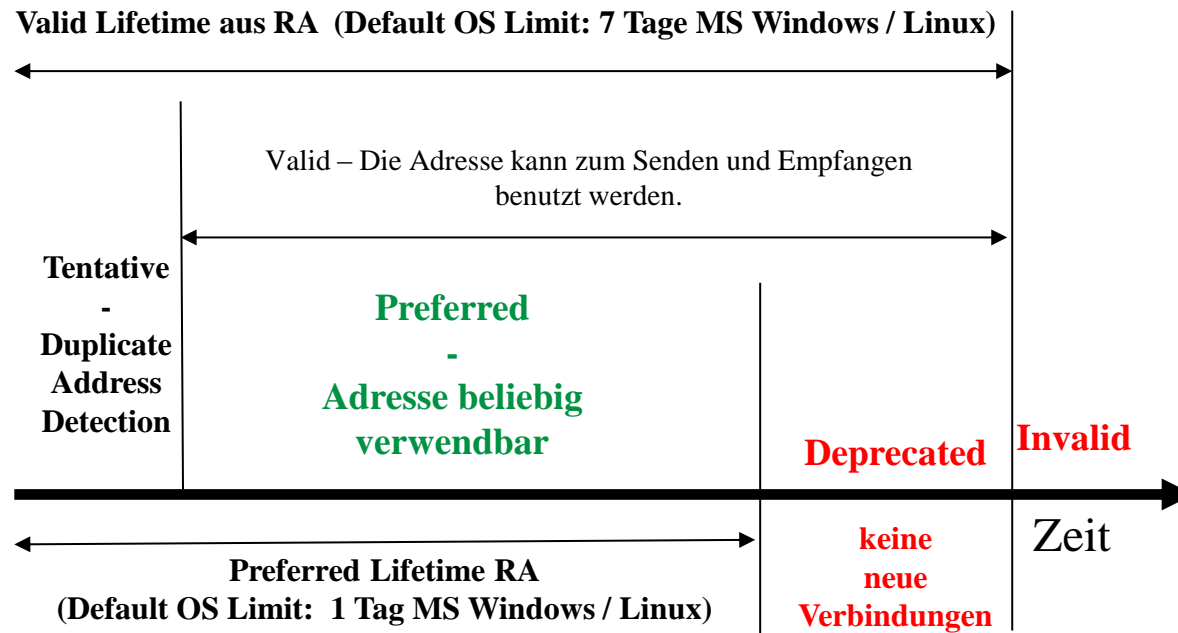 Valid Lifetime aus RA (Default OS Limit: 7 Tage MS Windows / Linux)
Valid – Die Adresse kann zum Senden und Empfangen
benutzt werden.
Tentative
-
Duplicate
Address
Detection
Preferred
-
Adresse beliebig
verwendbar
Deprecated
Invalid
Zeit
Preferred Lifetime RA
(Default OS Limit: 1 Tag MS Windows / Linux)
keine
neue
Verbindungen